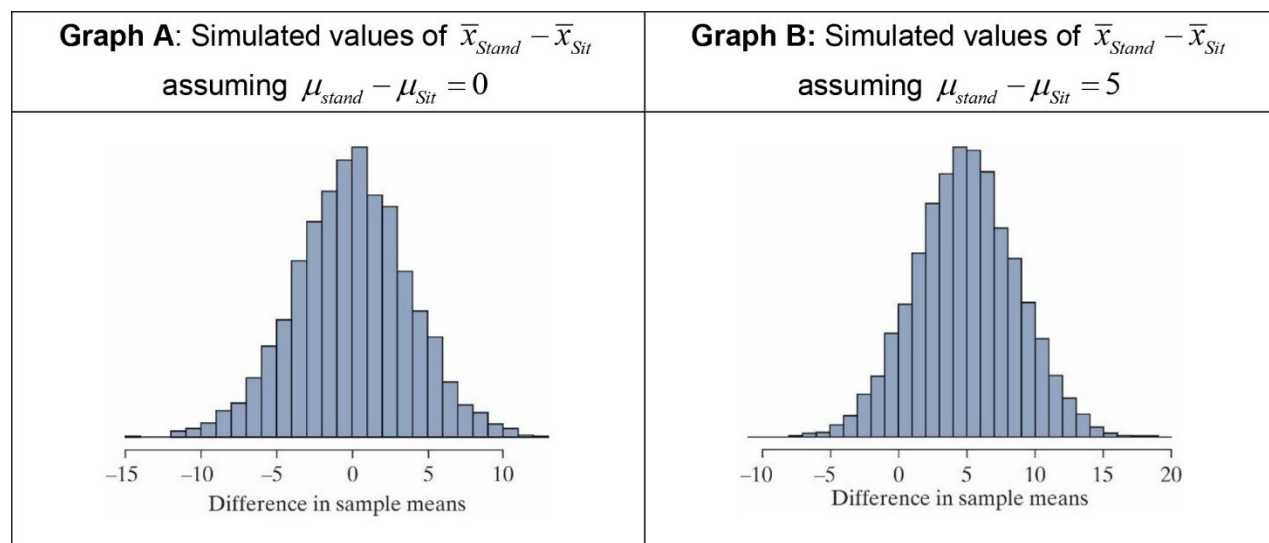 Graph A: Simulated values of x̄_Stand − x̄_Sit
assuming μ_stand − μ_Sit = 0
Graph B: Simulated values of x̄_Stand − x̄_Sit
assuming μ_stand − μ_Sit = 5
–15 –10 –5 0 5 10
Difference in sample means
–10 –5 0 5 10 15 20
Difference in sample means